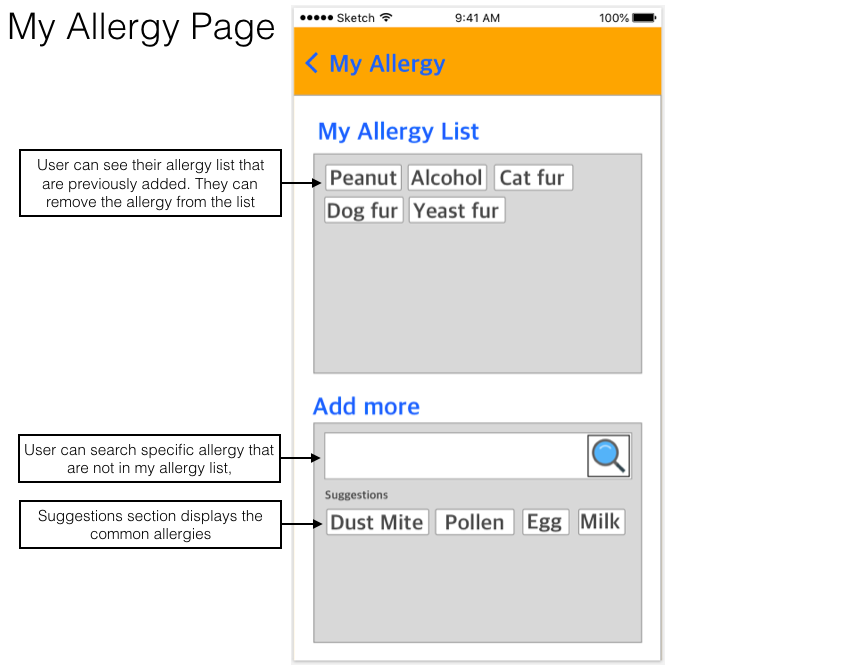 My Allergy Page
Sketch 9:41 AM 100%
My Allergy
My Allergy List
User can see their allergy list that
are previously added. They can
remove the allergy from the list
Peanut Alcohol Cat fur
Dog fur Yeast fur
Add more
User can search specific allergy that
are not in my allergy list,
Suggestions
Suggestions section displays the
common allergies
Dust Mite Pollen Egg Milk